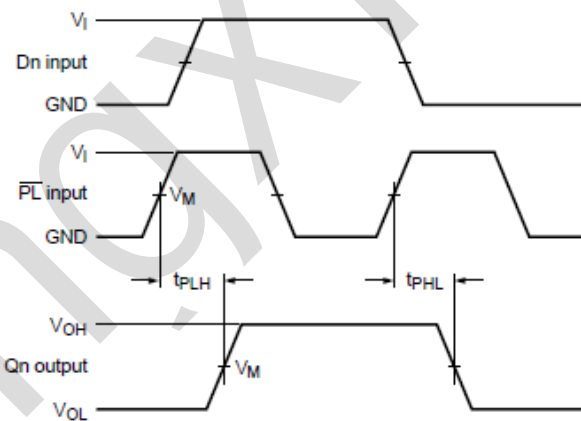 VI
Dn input
GND
VI
PL input
VM
GND
tPLH
tPHL
VOH
Qn output
VM
VOL